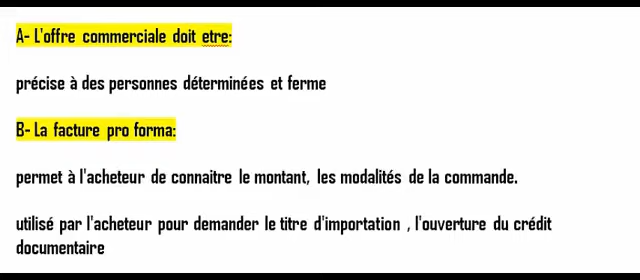 A- L'offre commerciale doit etre:
précise à des personnes déterminées et ferme
B- La facture pro forma:
permet à l'acheteur de connaitre le montant, les modalités de la commande.
utilisé par l'acheteur pour demander le titre d'importation , l'ouverture du crédit
documentaire